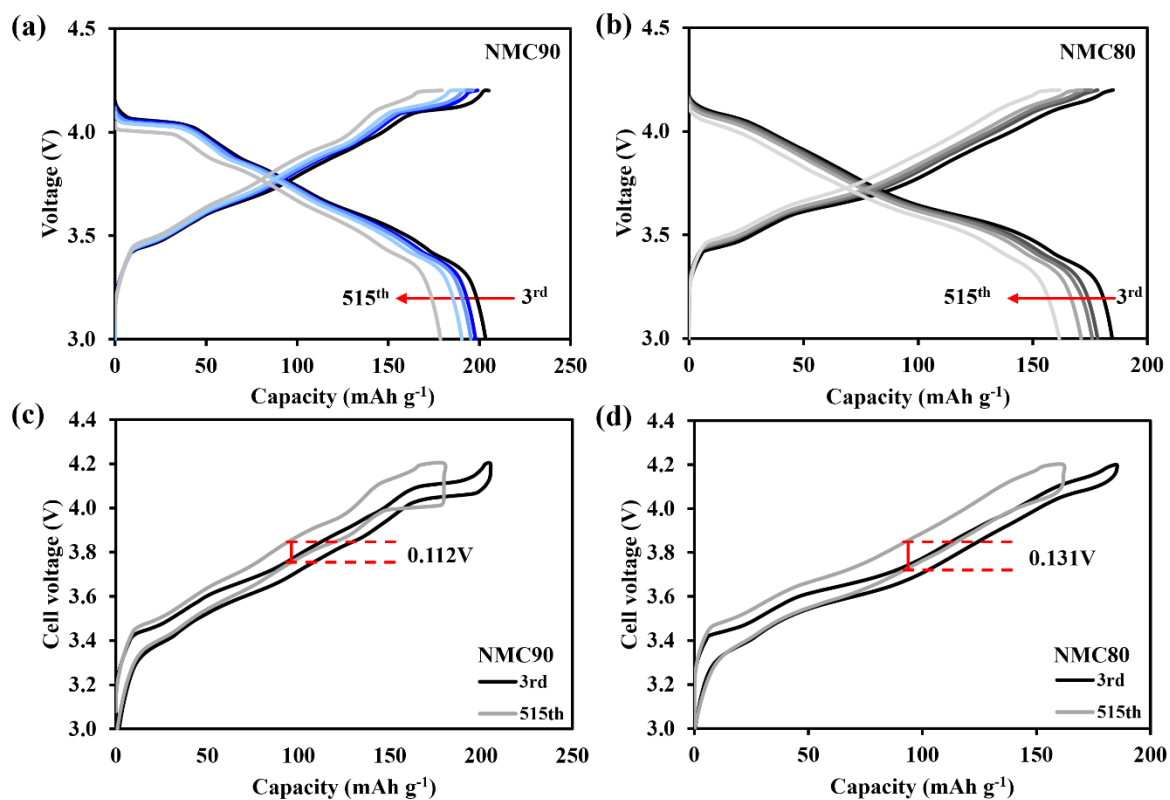 (a)
NMC90
4.5
4.0
3.5
3.0
Voltage (V)
515th
3rd
0 50 100 150 200 250
Capacity (mAh g-1)
(b)
NMC80
4.5
4.0
3.5
3.0
Voltage (V)
515th
3rd
0 50 100 150 200
Capacity (mAh g-1)
(c)
4.4
4.2
4.0
3.8
3.6
3.4
3.2
3.0
Cell voltage (V)
0.112V
NMC90
3rd
515th
0 50 100 150 200 250
Capacity (mAh g-1)
(d)
4.4
4.2
4.0
3.8
3.6
3.4
3.2
3.0
Cell voltage (V)
0.131V
NMC80
3rd
515th
0 50 100 150 200
Capacity (mAh g-1)